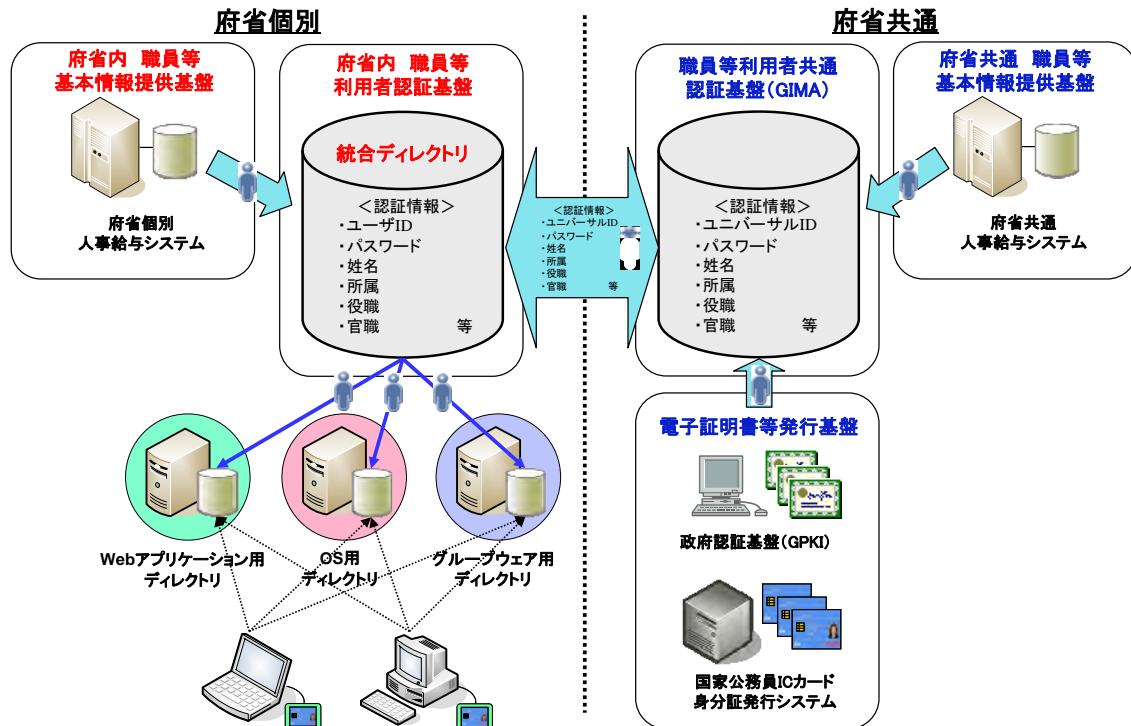 府省個別
府省共通
府省内 職員等
基本情報提供基盤
府省個別
人事給与システム
府省内 職員等
利用者認証基盤
統合ディレクトリ
＜認証情報＞
・ユーザID
・パスワード
・姓名
・所属
・役職
・官職 等
＜認証情報＞
・ユニバーサルID
・パスワード
・姓名
・所属
・役職
・官職 等
職員等利用者共通
認証基盤(GIMA)
＜認証情報＞
・ユニバーサルID
・パスワード
・姓名
・所属
・役職
・官職 等
府省共通 職員等
基本情報提供基盤
府省共通
人事給与システム
Webアプリケーション用
ディレクトリ
OS用
ディレクトリ
グループウェア用
ディレクトリ
電子証明書等発行基盤
政府認証基盤(GPKI)
国家公務員ICカード
身分証発行システム